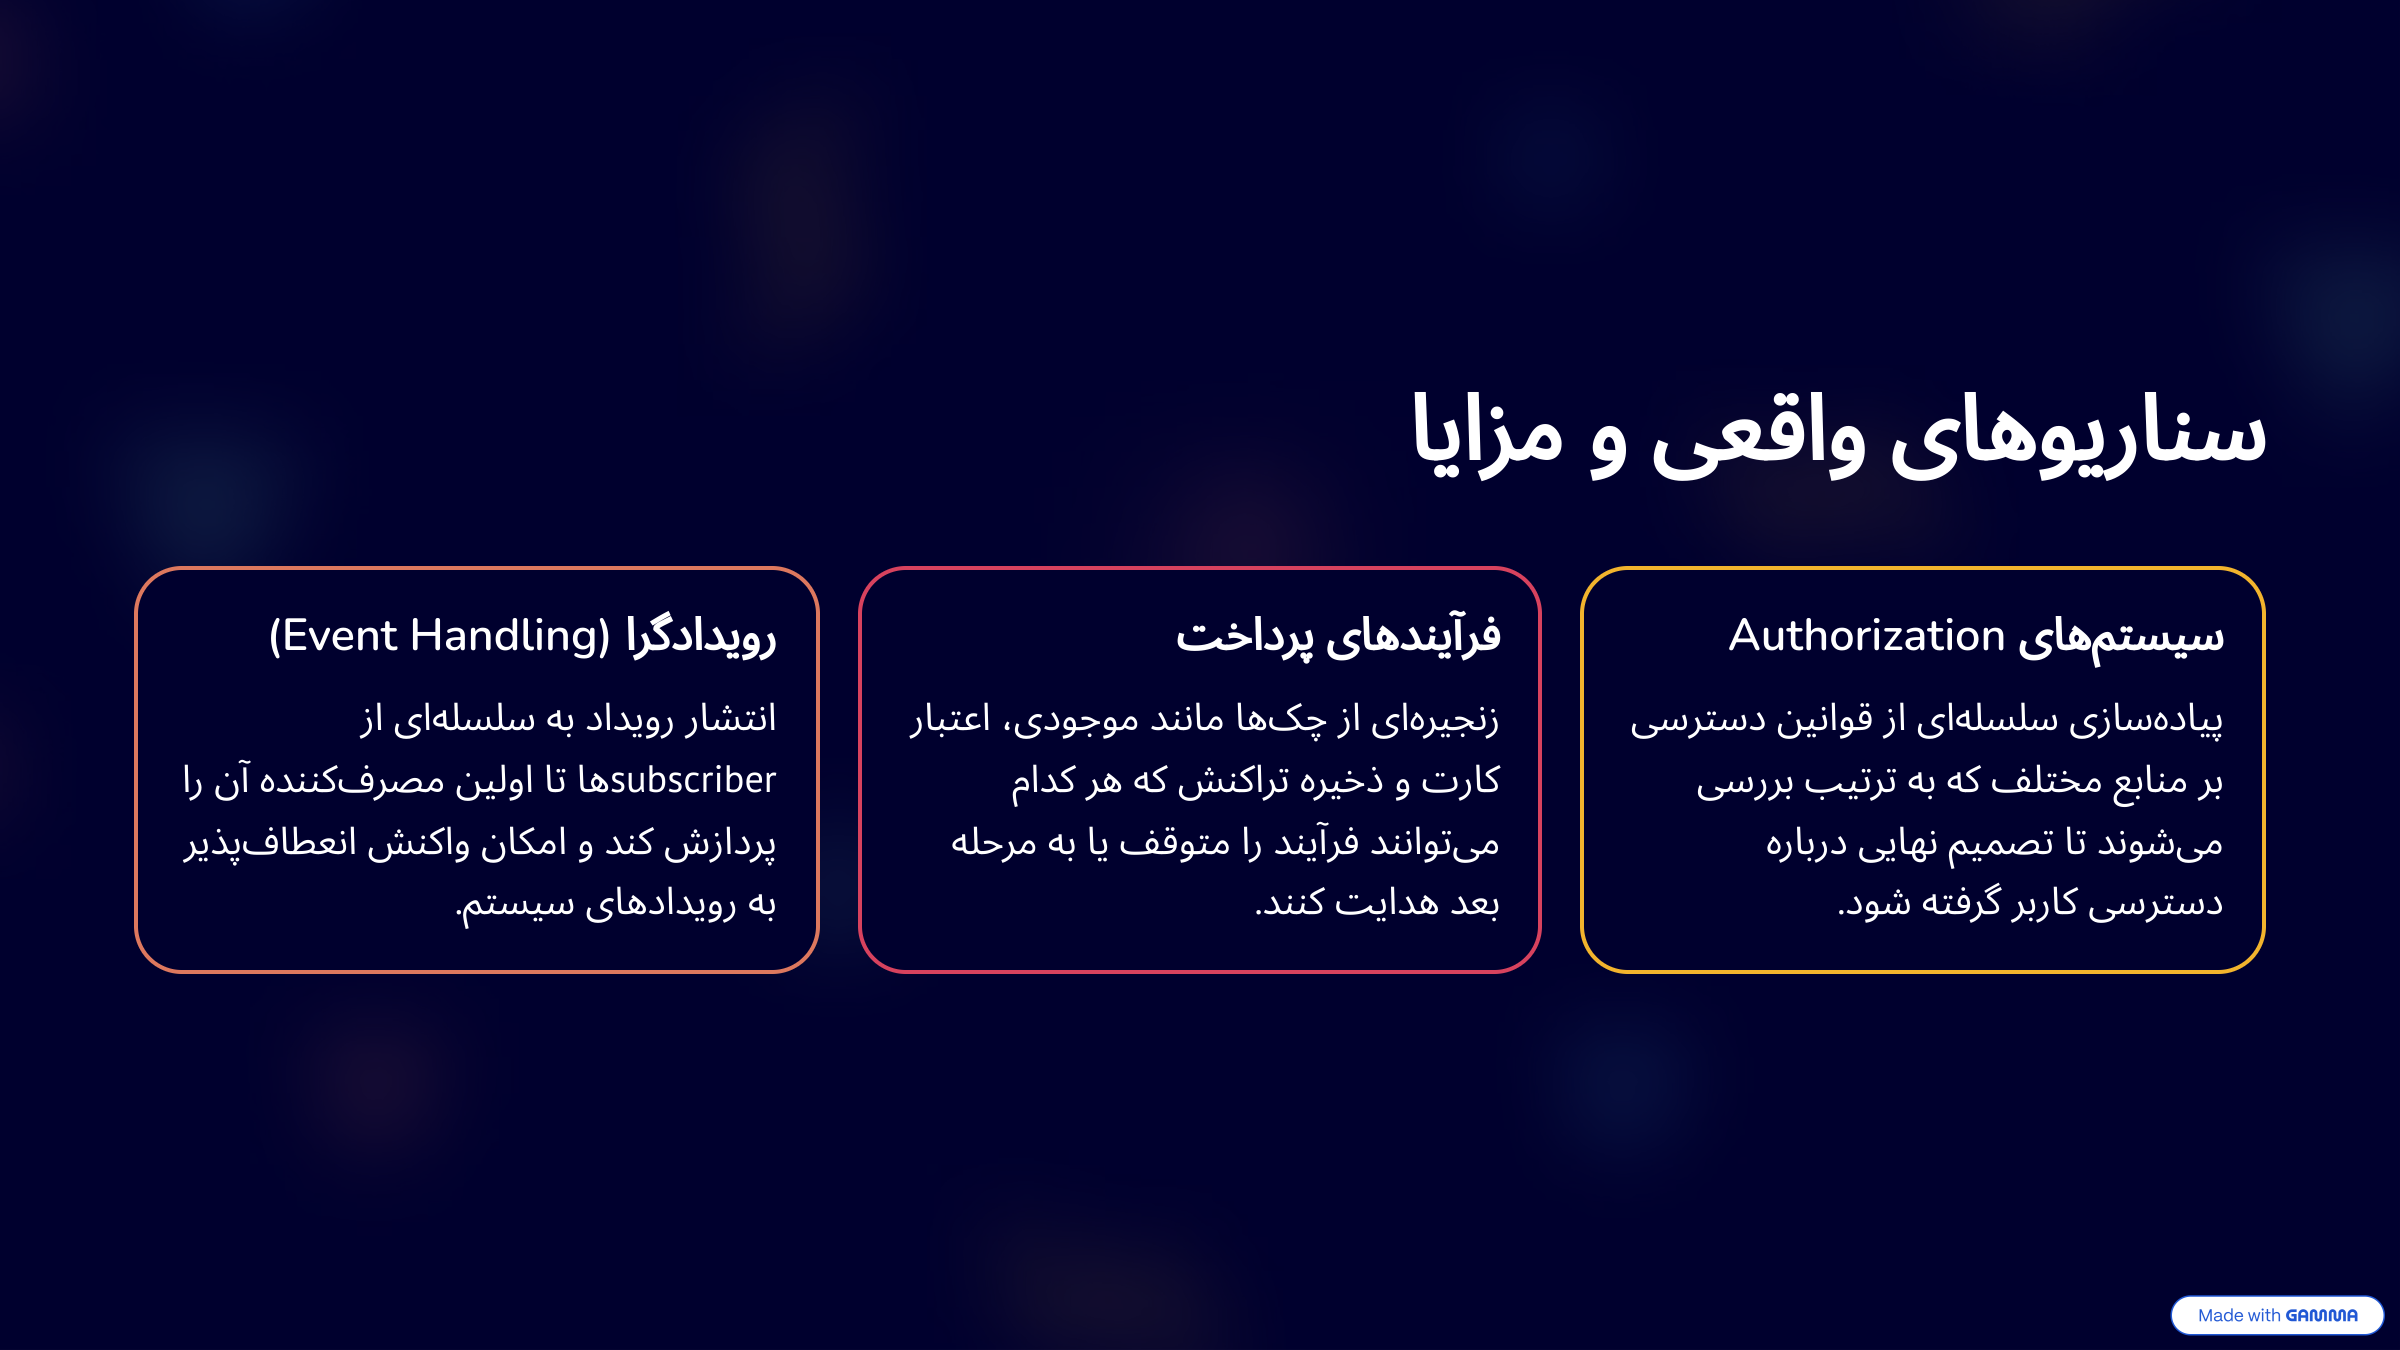 سناریوهای واقعی و مزایا
سیستم‌های Authorization
پیاده‌سازی سلسله‌ای از قوانین دسترسی
بر منابع مختلف که به ترتیب بررسی
می‌شوند تا تصمیم نهایی درباره
دسترسی کاربر گرفته شود.
فرآیندهای پرداخت
زنجیره‌ای از چک‌ها مانند موجودی، اعتبار
کارت و ذخیره تراکنش که هر کدام
می‌توانند فرآیند را متوقف یا به مرحله
بعد هدایت کنند.
رویدادگرا (Event Handling)
انتشار رویداد به سلسله‌ای از
subscriberها تا اولین مصرف‌کننده آن را
پردازش کند و امکان واکنش انعطاف‌پذیر
به رویدادهای سیستم.
Made with GAMMA